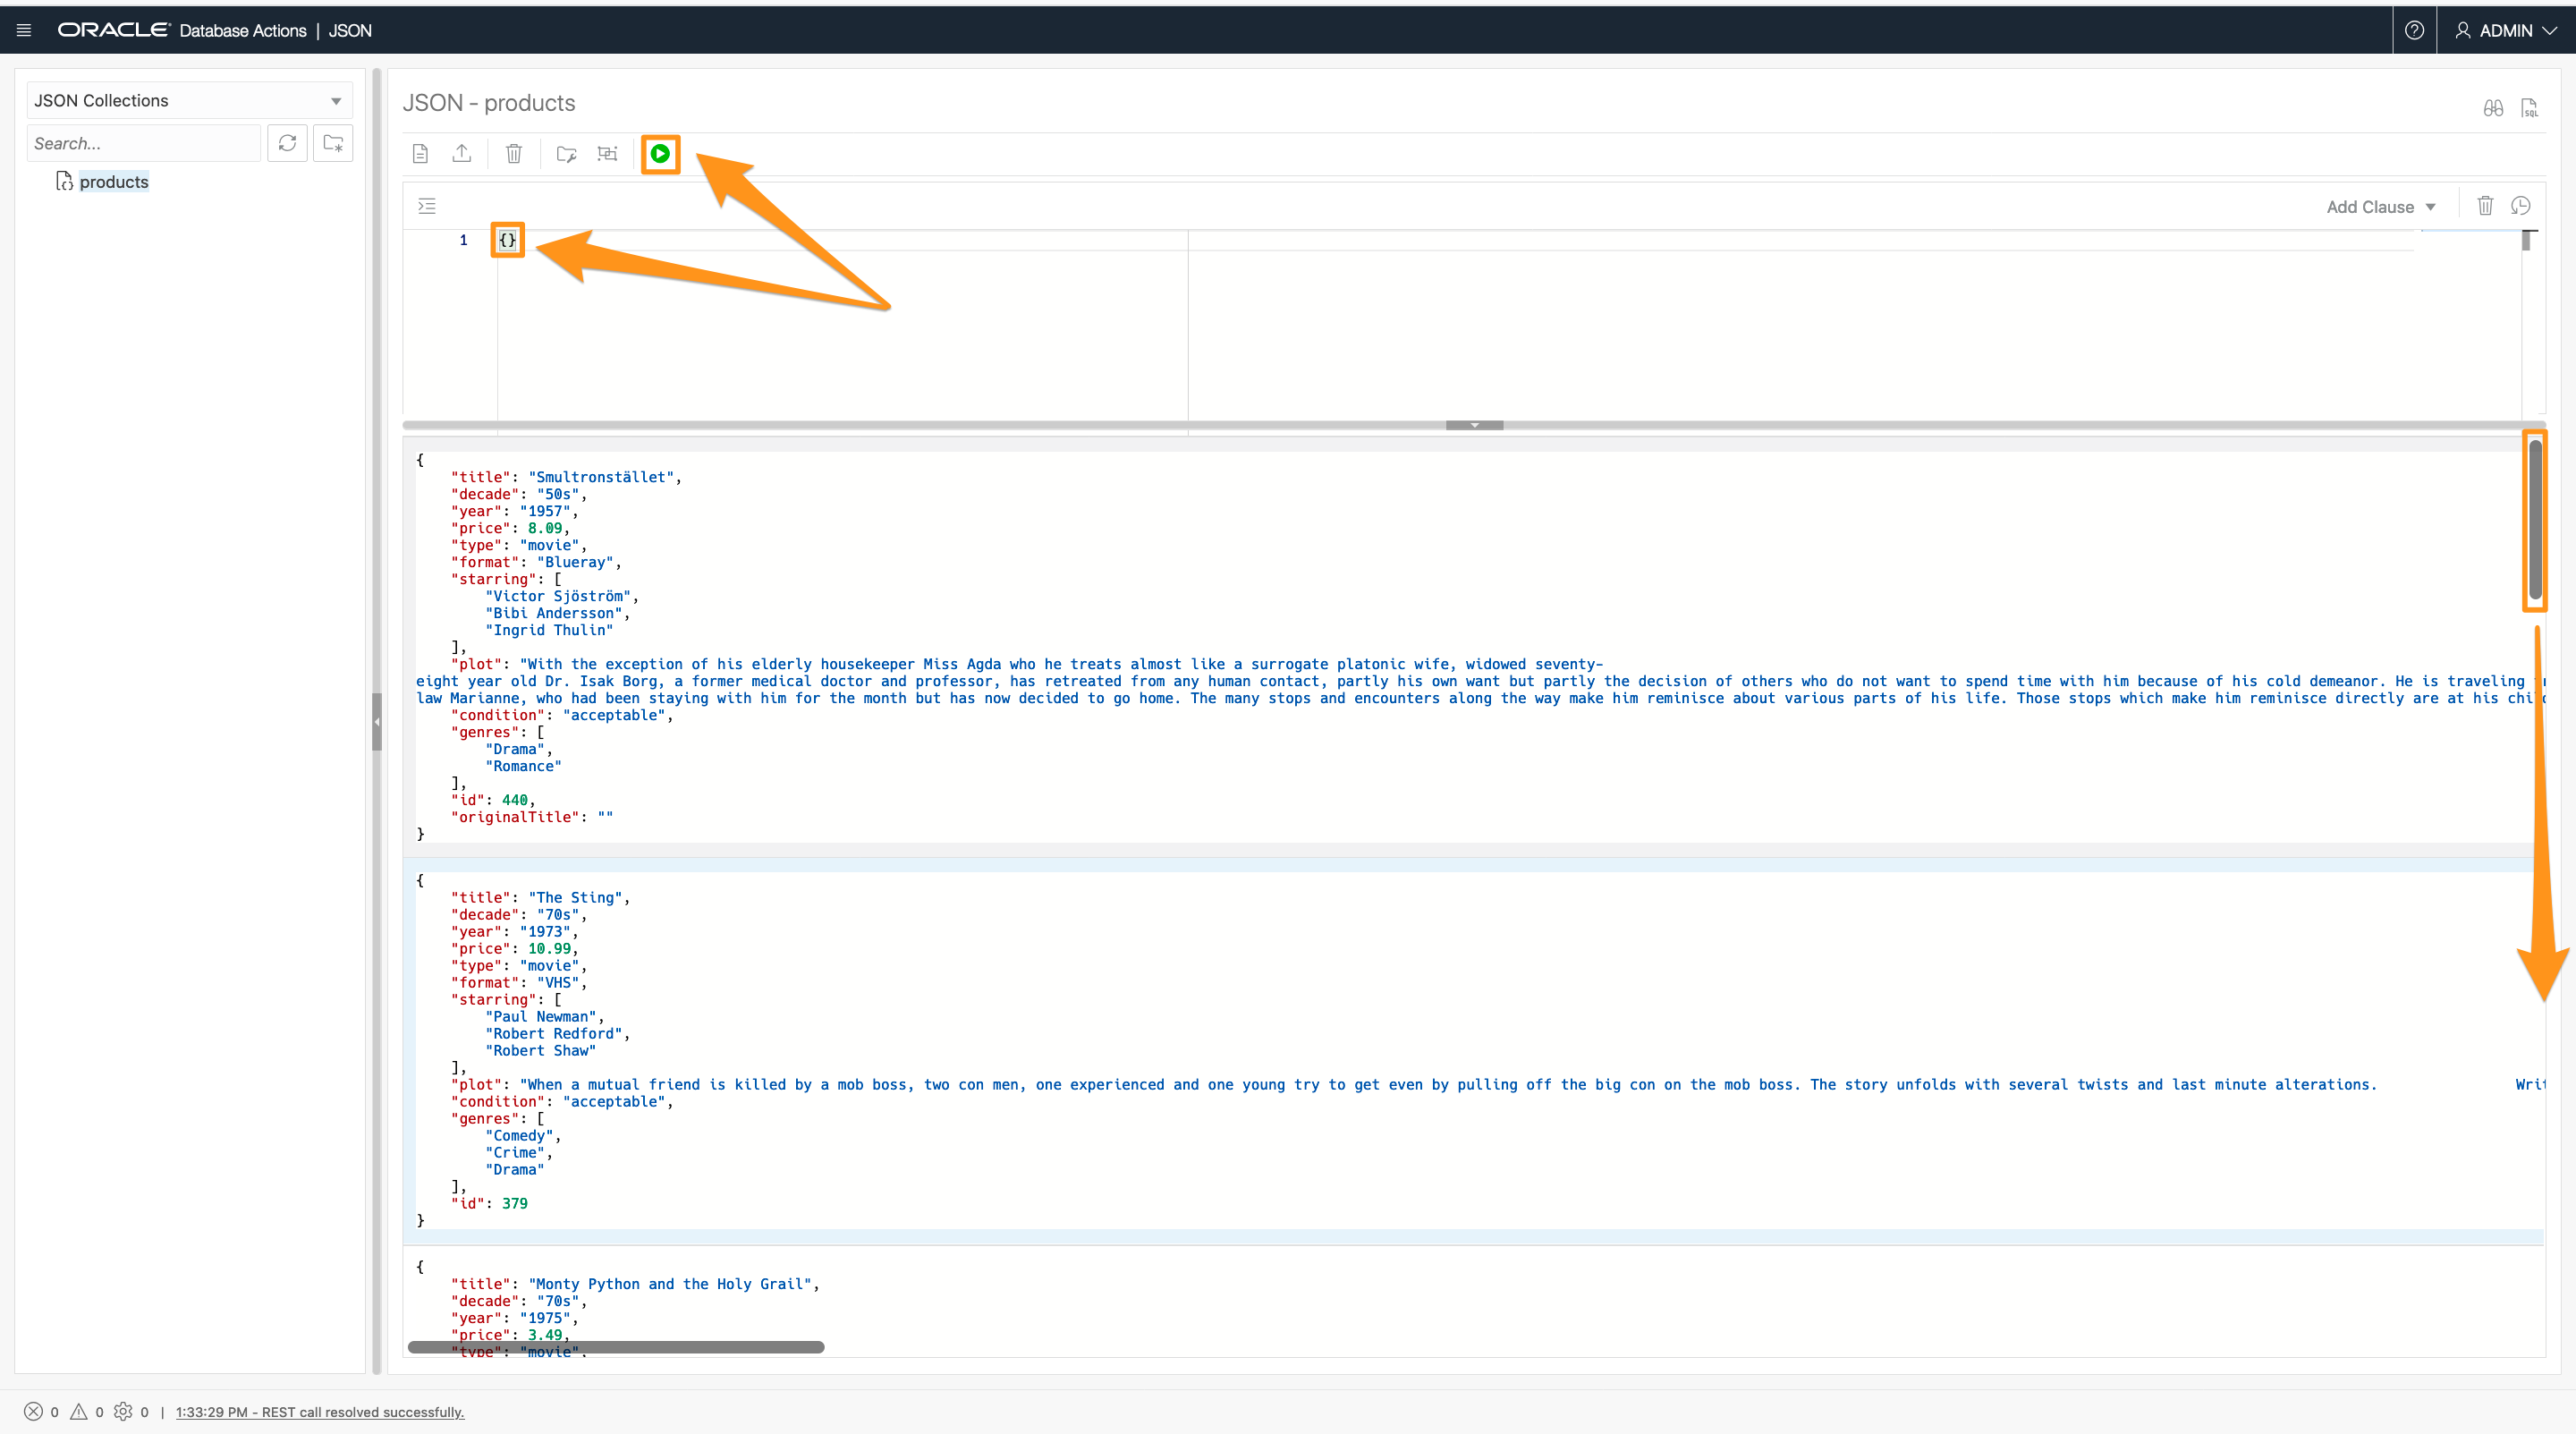 ORACLE Database Actions | JSON
ADMIN
JSON Collections
Search...
products
JSON - products
SQL
Add Clause
1 {}
{
    "title": "Smultronstället",
    "decade": "50s",
    "year": "1957",
    "price": 8.09,
    "type": "movie",
    "format": "Blueray",
    "starring": [
        "Victor Sjöström",
        "Bibi Andersson",
        "Ingrid Thulin"
    ],
    "plot": "With the exception of his elderly housekeeper Miss Agda who he treats almost like a surrogate platonic wife, widowed seventy-
eight year old Dr. Isak Borg, a former medical doctor and professor, has retreated from any human contact, partly his own want but partly the decision of others who do not want to spend time with him because of his cold demeanor. He is traveling
law Marianne, who had been staying with him for the month but has now decided to go home. The many stops and encounters along the way make him reminisce about various parts of his life. Those stops which make him reminisce directly are at his
    "condition": "acceptable",
    "genres": [
        "Drama",
        "Romance"
    ],
    "id": 440,
    "originalTitle": ""
}
{
    "title": "The Sting",
    "decade": "70s",
    "year": "1973",
    "price": 10.99,
    "type": "movie",
    "format": "VHS",
    "starring": [
        "Paul Newman",
        "Robert Redford",
        "Robert Shaw"
    ],
    "plot": "When a mutual friend is killed by a mob boss, two con men, one experienced and one young try to get even by pulling off the big con on the mob boss. The story unfolds with several twists and last minute alterations. Writ
    "condition": "acceptable",
    "genres": [
        "Comedy",
        "Crime",
        "Drama"
    ],
    "id": 379
}
{
    "title": "Monty Python and the Holy Grail",
    "decade": "70s",
    "year": "1975",
    "price": 3.49,
    "type": "movie",
0 0 0 | 1:33:29 PM - REST call resolved successfully.